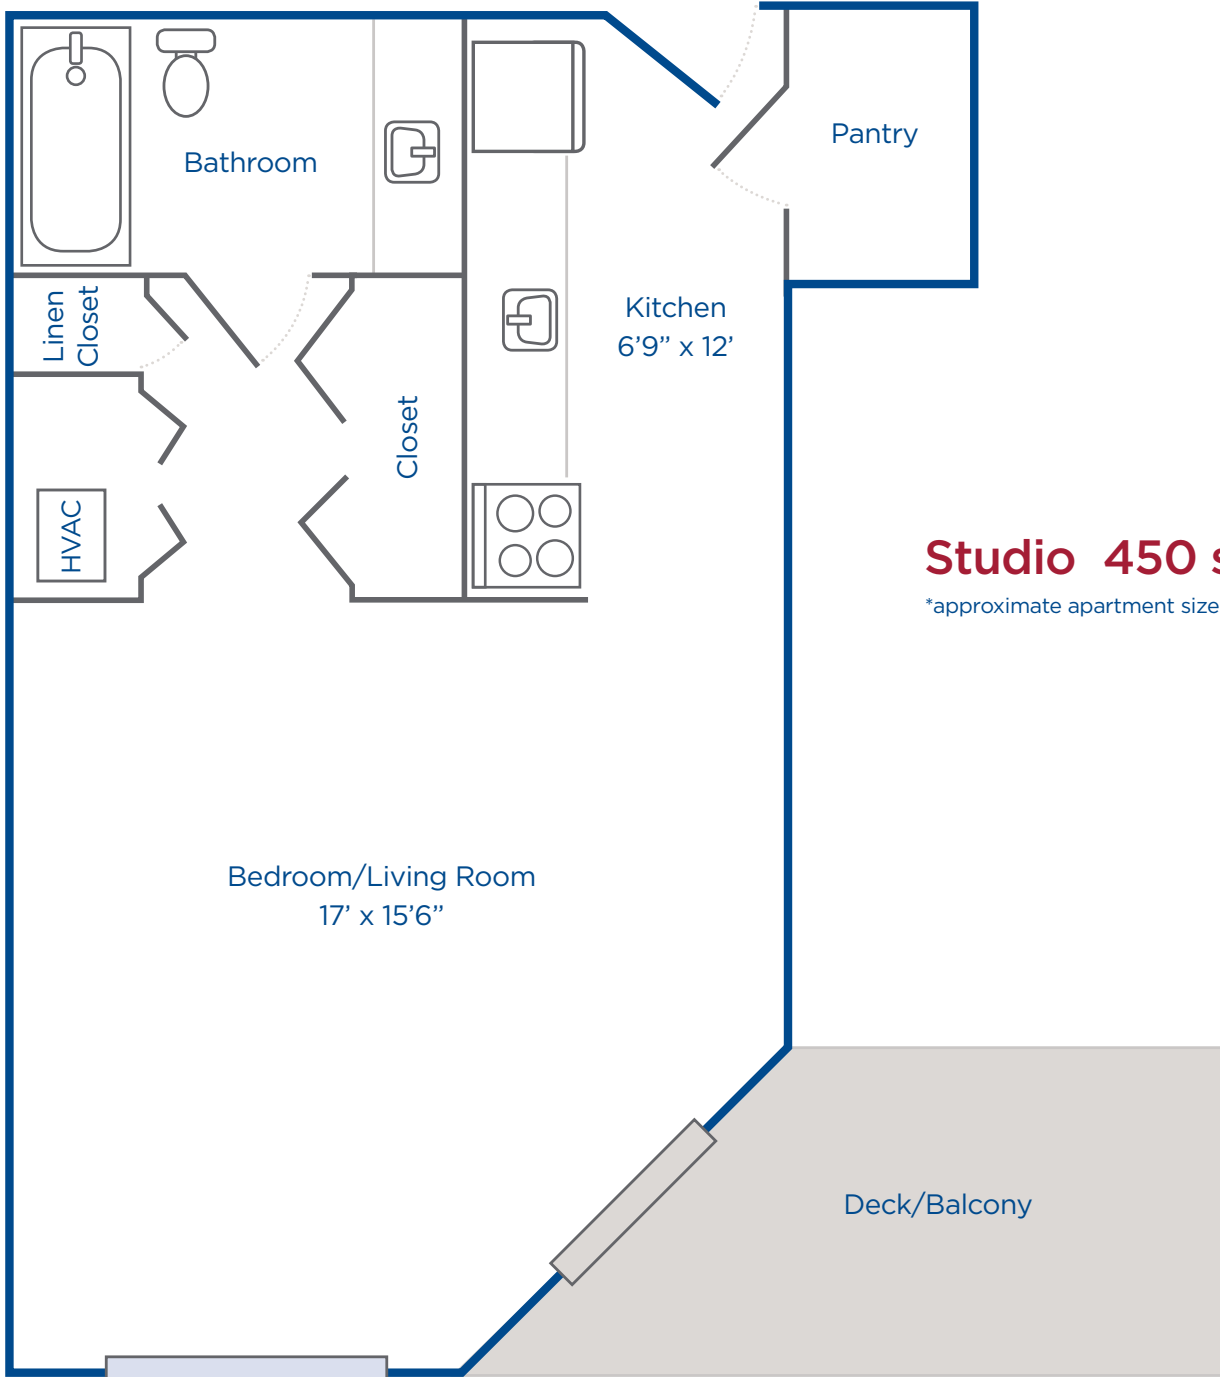 Pantry
Bathroom
Linen
Closet
Kitchen
6’9” x 12’
Closet
HVAC
Studio 450
*approximate apartment size
Bedroom/Living Room
17’ x 15’6”
Deck/Balcony